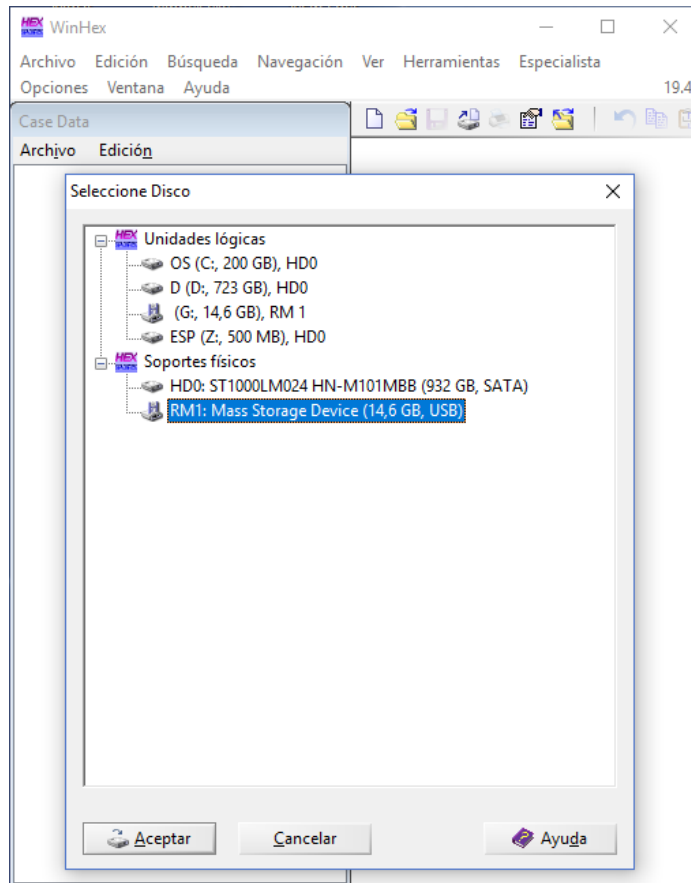 WinHex
Archivo Edición Búsqueda Navegación Ver Herramientas Especialista
Opciones Ventana Ayuda 19.4
Case Data
Archivo Edición
Seleccione Disco
Unidades lógicas
OS (C:, 200 GB), HD0
D (D:, 723 GB), HD0
(G:, 14,6 GB), RM 1
ESP (Z:, 500 MB), HD0
Soportes físicos
HD0: ST1000LM024 HN-M101MBB (932 GB, SATA)
RM1: Mass Storage Device (14,6 GB, USB)
Aceptar Cancelar Ayuda